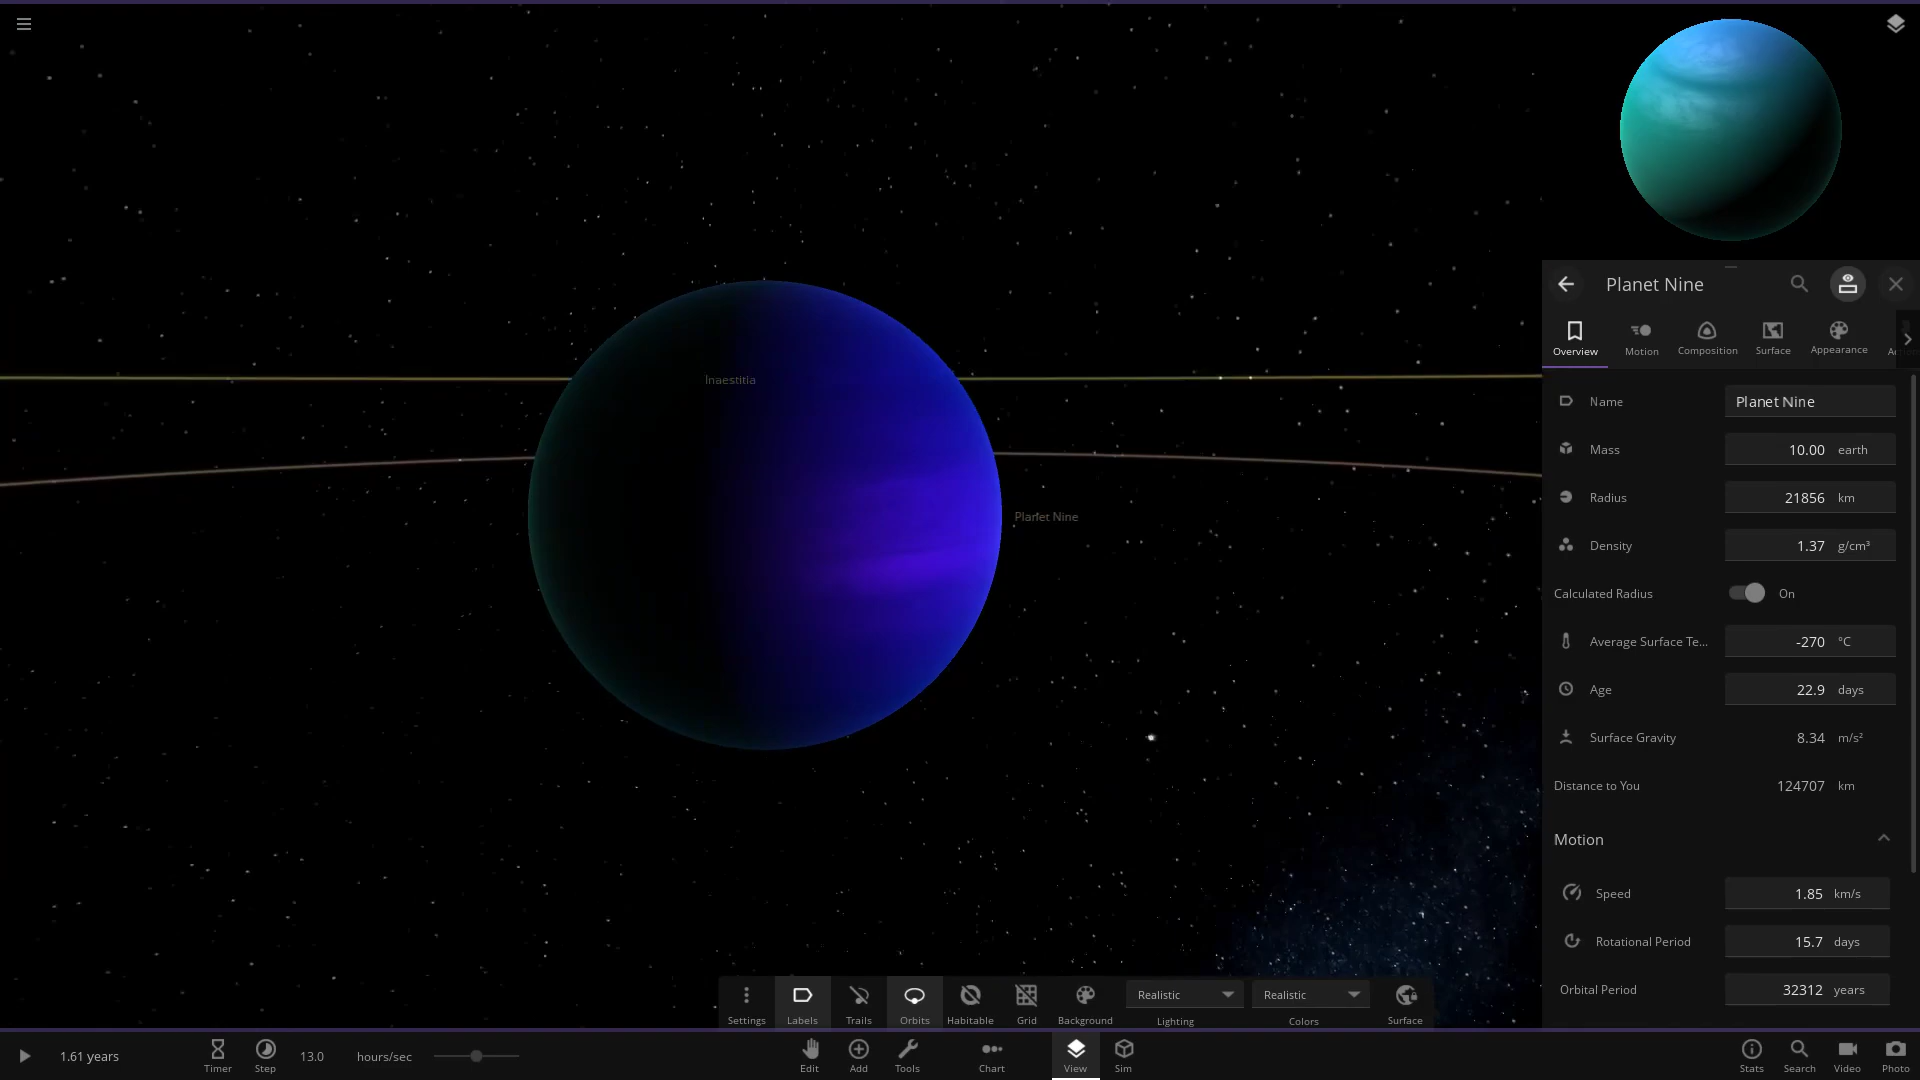 Planet Nine
Overview
Motion
Composition
Surface
Appearance
Inaestitia
Planet Nine
Name Planet Nine
Mass 10.00 earth
Radius 21856 km
Density 1.37 g/cm³
Calculated Radius On
Average Surface Te... -270 °C
Age 22.9 days
Surface Gravity 8.34 m/s²
Distance to You 124707 km
Motion
Speed 1.85 km/s
Rotational Period 15.7 days
Orbital Period 32312 years
Realistic Realistic
Settings Labels Trails Orbits Habitable Grid Background Lighting Colors Surface
1.61 years 13.0 hours/sec
Timer Step Edit Add Tools Chart View Sim Stats Search Video Photo